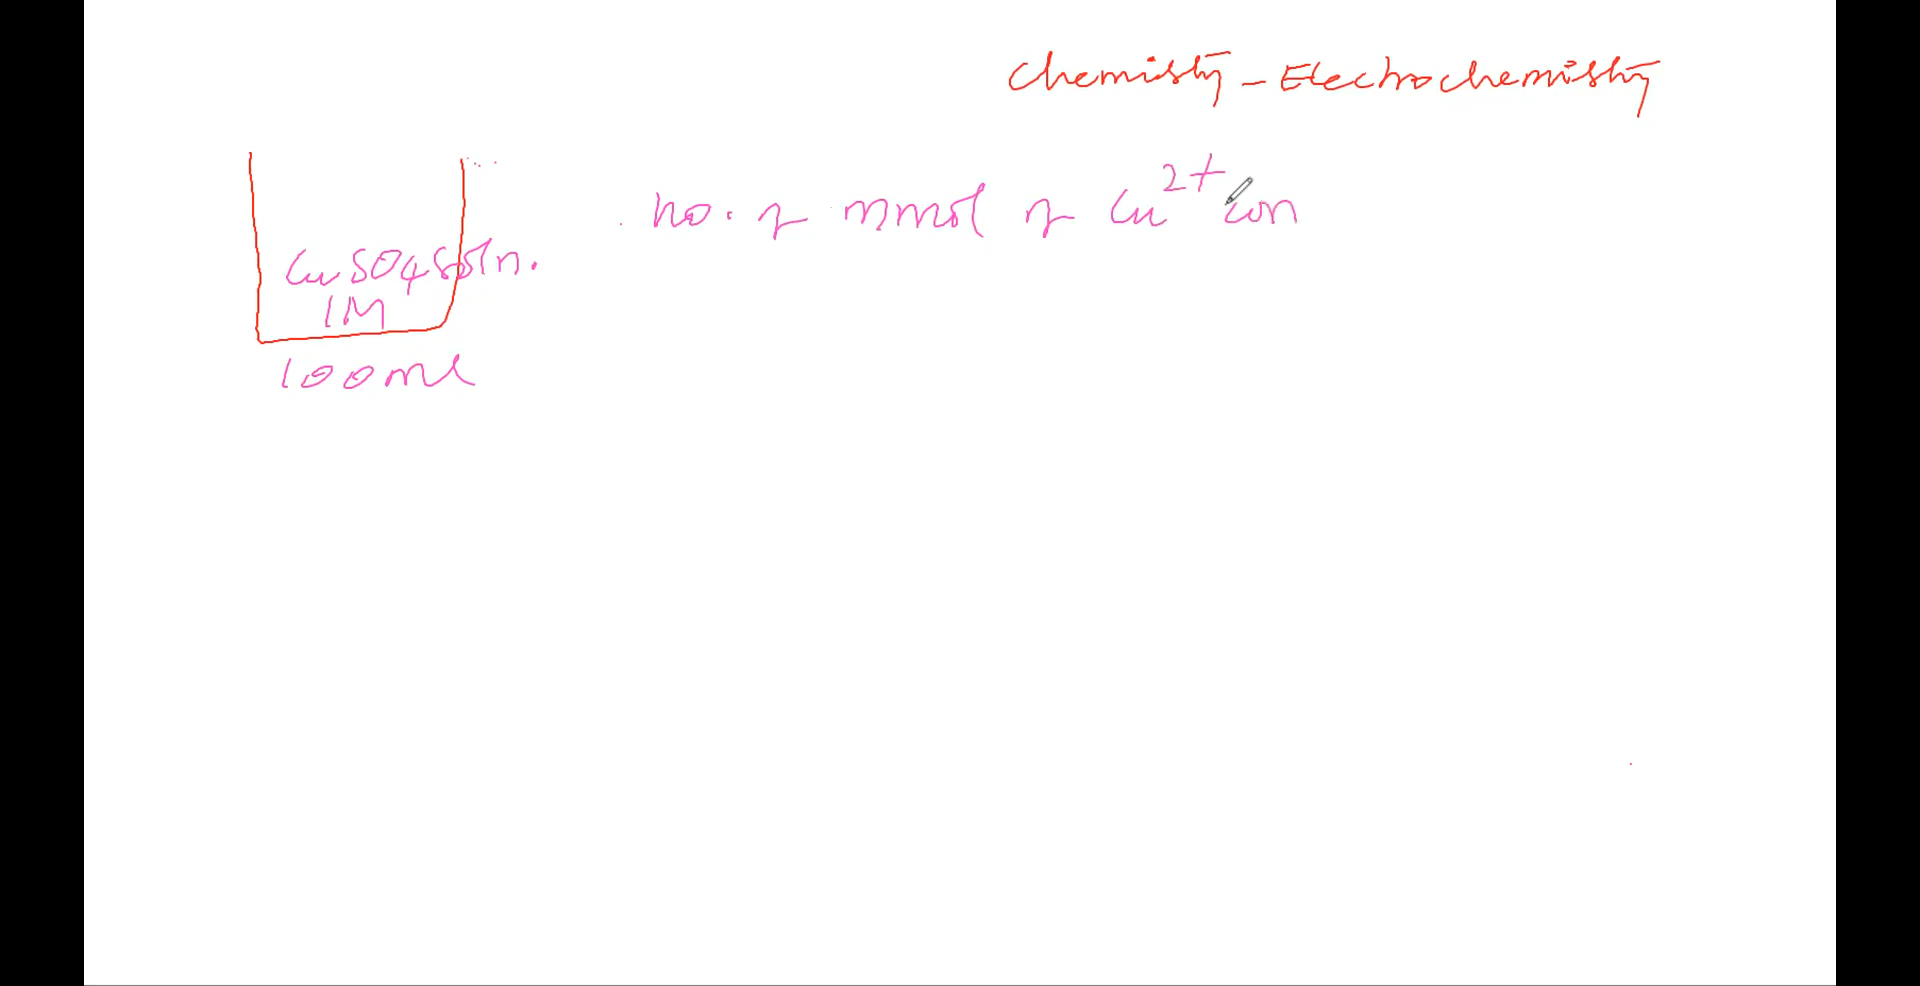 Chemistry - Electrochemistry
no. of mmol of Cu2+ ion
CuSO4 Soln.
1M
100ml